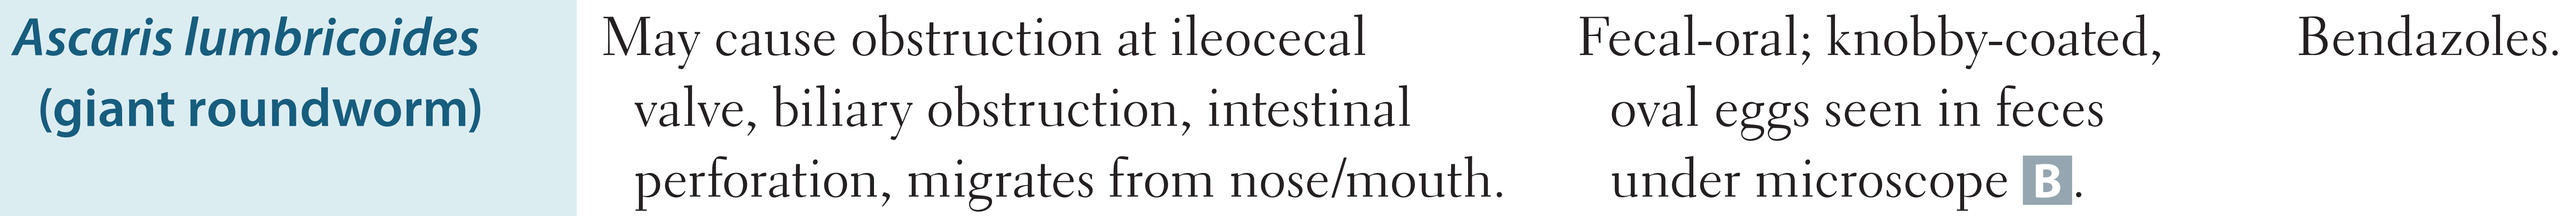 Ascaris lumbricoides
(giant roundworm)
May cause obstruction at ileocecal
valve, biliary obstruction, intestinal
perforation, migrates from nose/mouth.
Fecal-oral; knobby-coated,
oval eggs seen in feces
under microscope B.
Bendazoles.